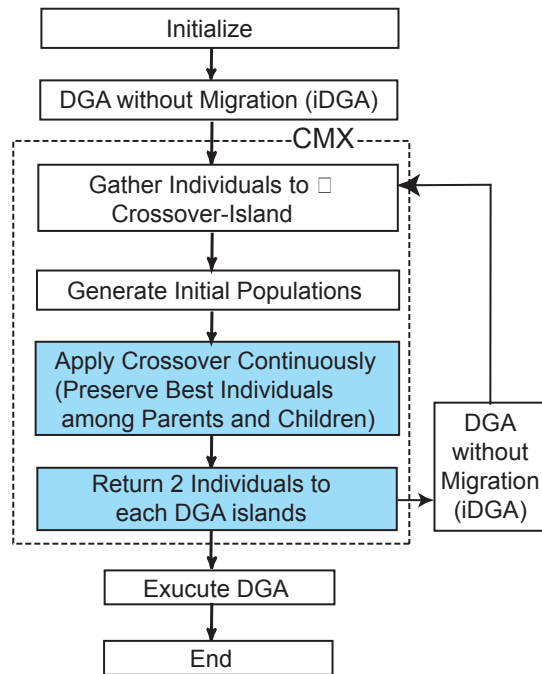 Initialize
DGA without Migration (iDGA)
CMX
Gather Individuals to □
Crossover-Island
Generate Initial Populations
Apply Crossover Continuously
(Preserve Best Individuals
among Parents and Children)
Return 2 Individuals to
each DGA islands
DGA
without
Migration
(iDGA)
Exucute DGA
End